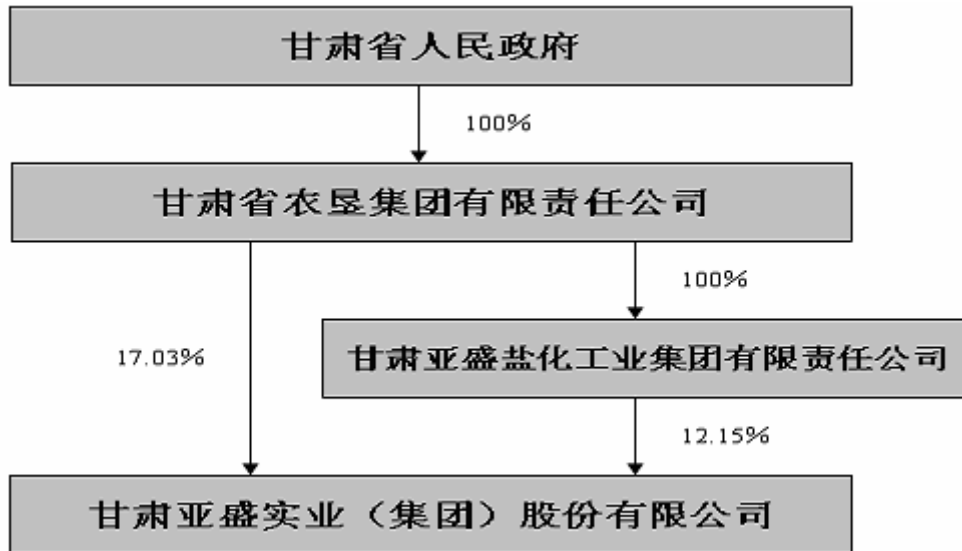 甘肃省人民政府
100%
甘肃省农垦集团有限责任公司
100%
17.03%
甘肃亚盛盐化工业集团有限责任公司
12.15%
甘肃亚盛实业（集团）股份有限公司